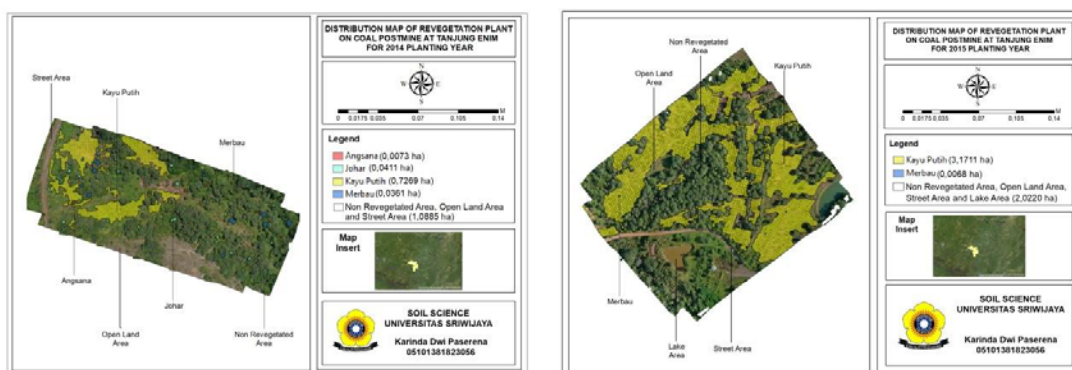 DISTRIBUTION MAP OF REVEGETATION PLANT
ON COAL POSTMINE AT TANJUNG ENIM
FOR 2014 PLANTING YEAR
N
W
E
S
M
0
0.0175
0.035
0.07
0.105
0.14
Legend
Angsana (0,0073 ha)
Johar (0,0411 ha)
Kayu Putih (0,7269 ha)
Merbau (0,0361 ha)
Non Revegetated Area, Open Land Area
and Street Area (1,0885 ha)
Map
Insert
SOIL SCIENCE
UNIVERSITAS SRIWIJAYA
Karinda Dwi Paserena
05101381823056
Street Area
Kayu Putih
Merbau
Angsana
Open Land
Area
Johar
Non Revegetated
Area
DISTRIBUTION MAP OF REVEGETATION PLANT
ON COAL POSTMINE AT TANJUNG ENIM
FOR 2015 PLANTING YEAR
N
W
E
S
M
0
0.0175
0.035
0.07
0.105
0.14
Legend
Kayu Putih (3,1711 ha)
Merbau (0,0068 ha)
Non Revegetated Area, Open Land Area,
Street Area and Lake Area (2,0220 ha)
Map
Insert
SOIL SCIENCE
UNIVERSITAS SRIWIJAYA
Karinda Dwi Paserena
05101381823056
Non Revegetated
Area
Open Land
Area
Kayu Putih
Merbau
Lake
Area
Street Area